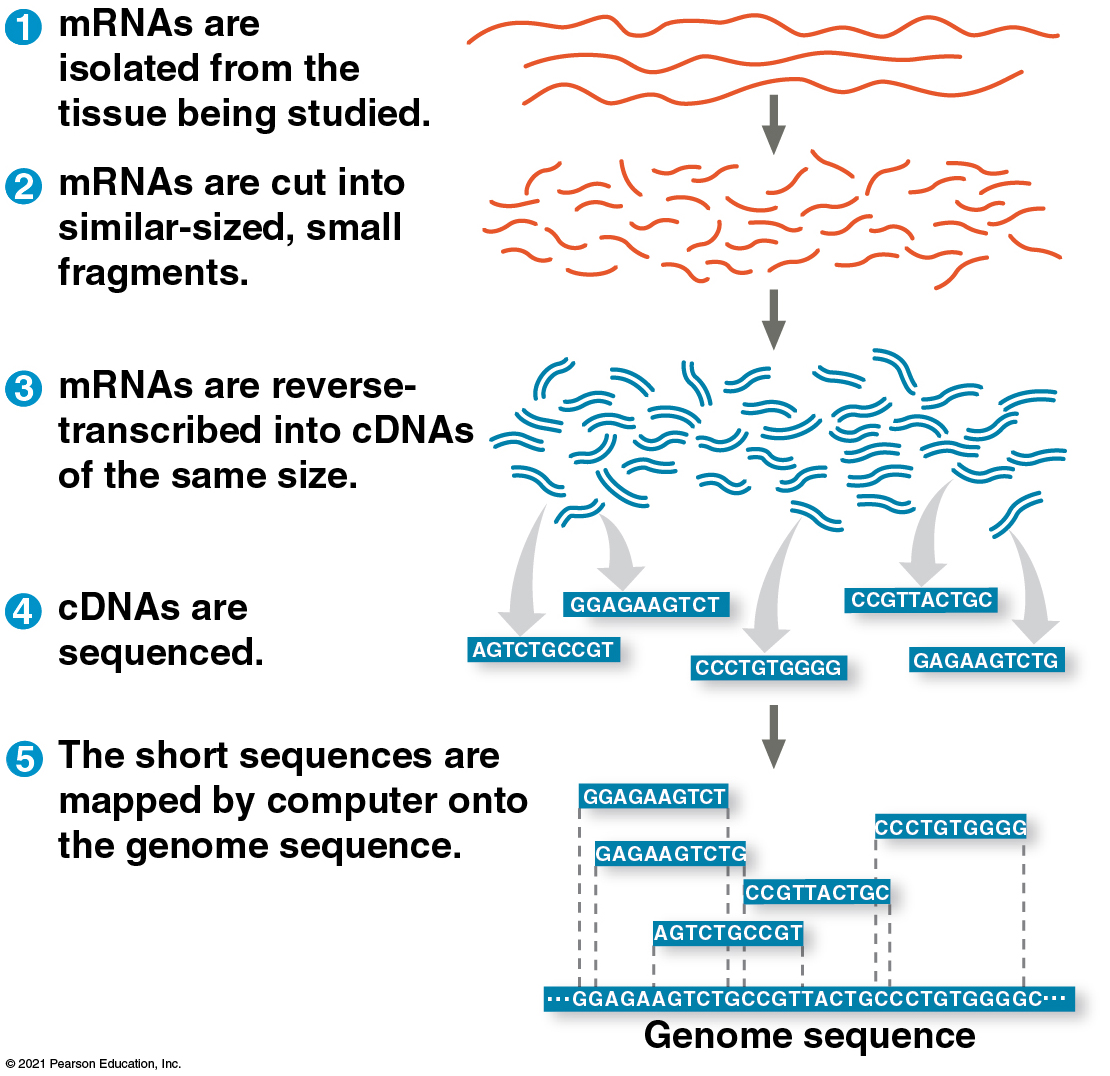 1 mRNAs are
isolated from the
tissue being studied.
2 mRNAs are cut into
similar-sized, small
fragments.
3 mRNAs are reverse-
transcribed into cDNAs
of the same size.
4 cDNAs are
sequenced.
GGAGAAGTCT
CCGTTACTGC
AGTCTGCCGT
CCCTGTGGGG
GAGAAGTCTG
5 The short sequences are
mapped by computer onto
the genome sequence.
GGAGAAGTCT
CCCTGTGGGG
GAGAAGTCTG
CCGTTACTGC
AGTCTGCCGT
···GGAGAAGTCTGCCGTTACTGCCCTGTGGGGC···
Genome sequence
© 2021 Pearson Education, Inc.